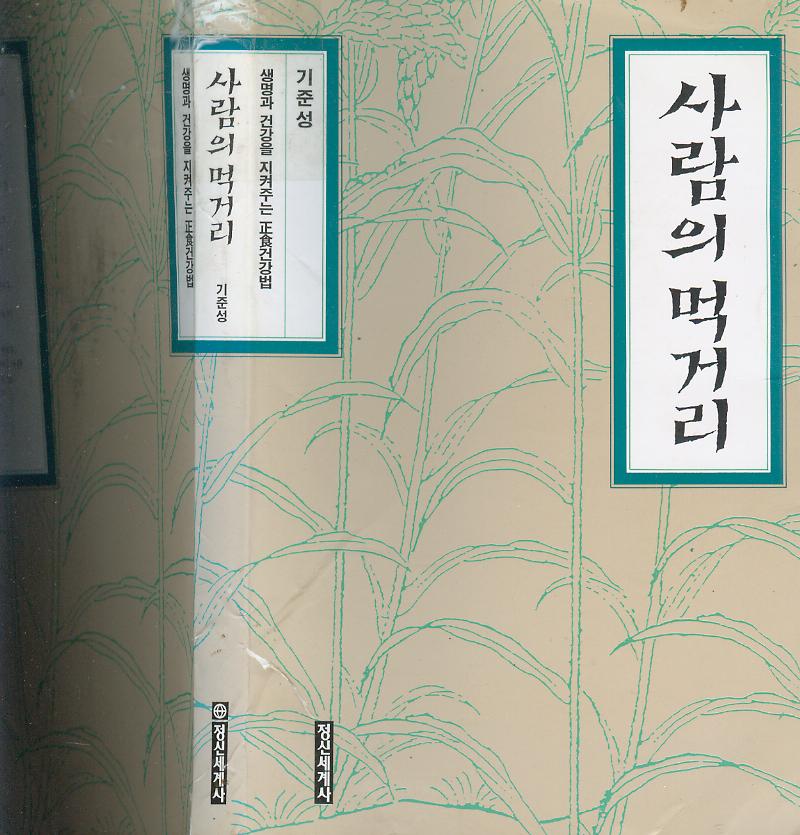 사람의 먹거리
기준성
생명과 건강을 지켜주는 正食건강법
정신세계사
사람의 먹거리
생명과 건강을 지켜주는 正食건강법
기준성
정신세계사